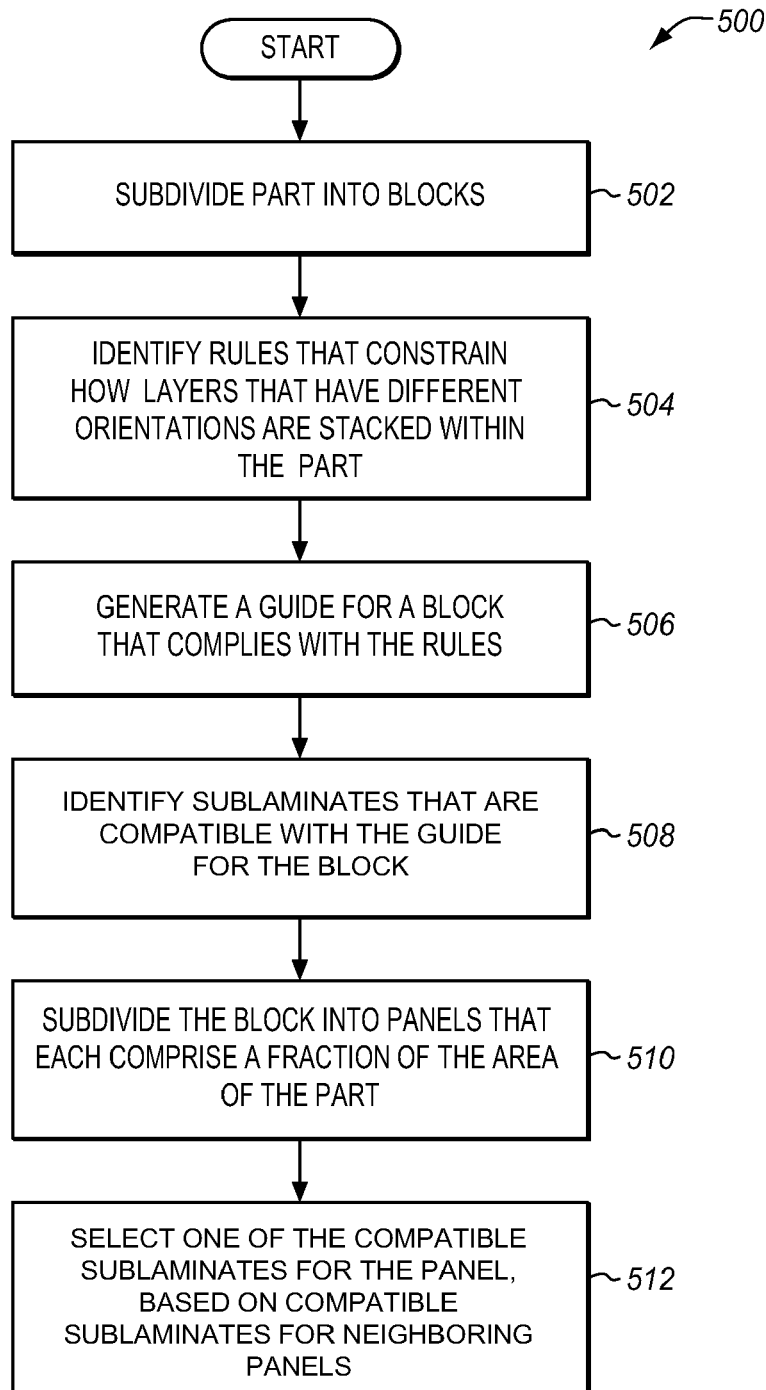 500
START
SUBDIVIDE PART INTO BLOCKS
502
IDENTIFY RULES THAT CONSTRAIN
HOW LAYERS THAT HAVE DIFFERENT
ORIENTATIONS ARE STACKED WITHIN
THE PART
504
GENERATE A GUIDE FOR A BLOCK
THAT COMPLIES WITH THE RULES
506
IDENTIFY SUBLAMINATES THAT ARE
COMPATIBLE WITH THE GUIDE
FOR THE BLOCK
508
SUBDIVIDE THE BLOCK INTO PANELS THAT
EACH COMPRISE A FRACTION OF THE AREA
OF THE PART
510
SELECT ONE OF THE COMPATIBLE
SUBLAMINATES FOR THE PANEL,
BASED ON COMPATIBLE
SUBLAMINATES FOR NEIGHBORING
PANELS
512